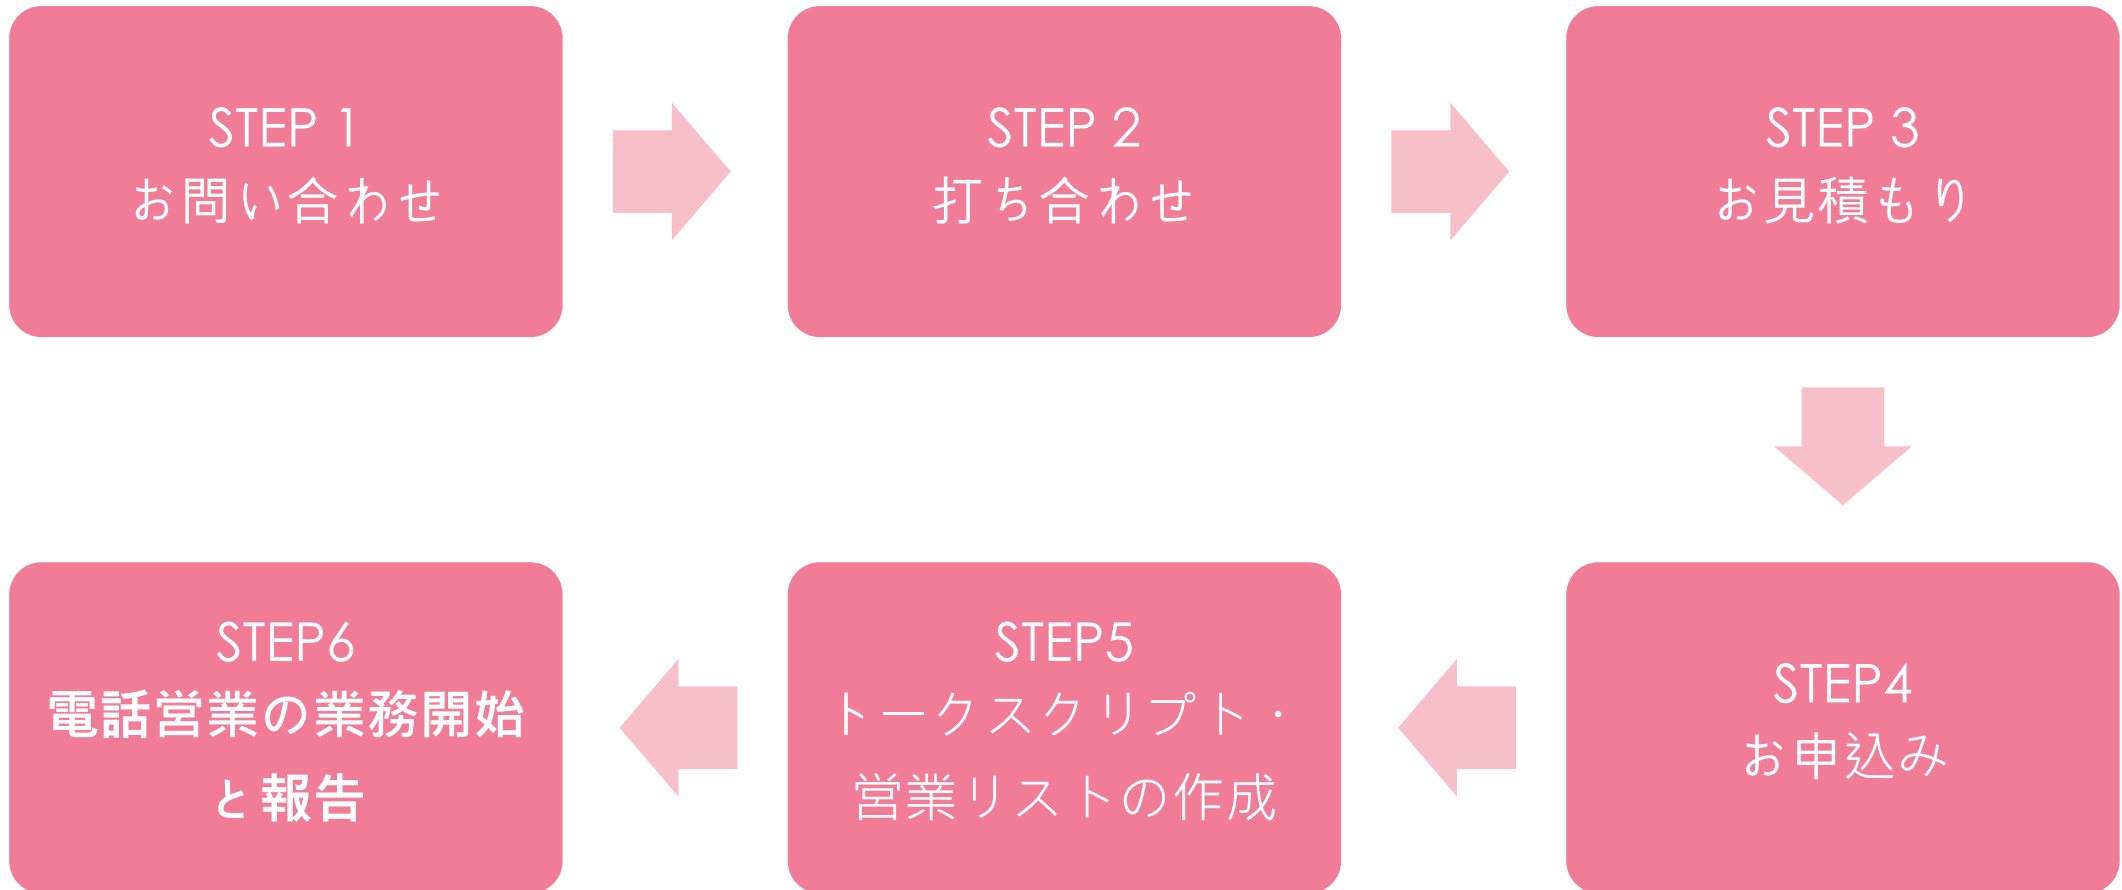 STEP 1
お問い合わせ
STEP 2
打ち合わせ
STEP 3
お見積もり
STEP4
お申込み
STEP5
トークスクリプト・
営業リストの作成
STEP6
電話営業の業務開始
と報告